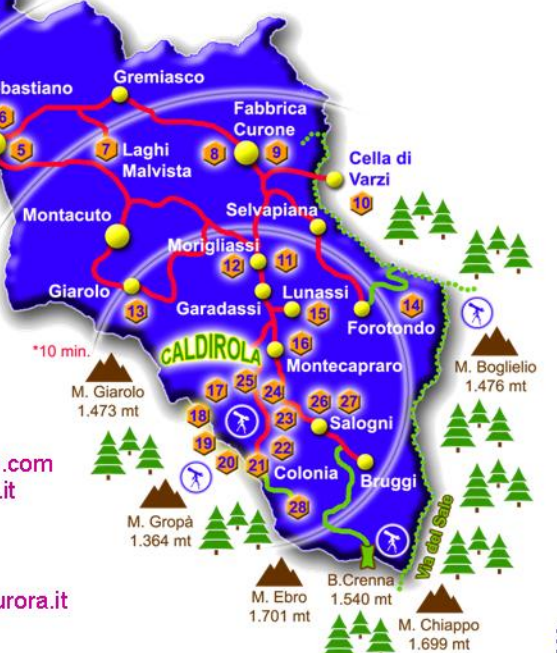 bastiano
Gremiasco
6
5
7
Laghi
Malvista
8
Fabbrica
Curone
9
Cella di
Varzi
10
Montacuto
Selvapiana
Morigliassi
12
11
Giarolo
13
Garadassi
Lunassi
15
14
Forotondo
*10 min.
CALDIROLA
16
Montecapraro
M. Boglielio
1.476 mt
M. Giarolo
1.473 mt
17
25
24
26
27
18
23
Salogni
19
22
20
21
Colonia
Bruggi
.com
.it
28
M. Gropà
1.364 mt
Via del Sale
urora.it
M. Ebro
1.701 mt
B.Crenna
1.540 mt
M. Chiappo
1.699 mt